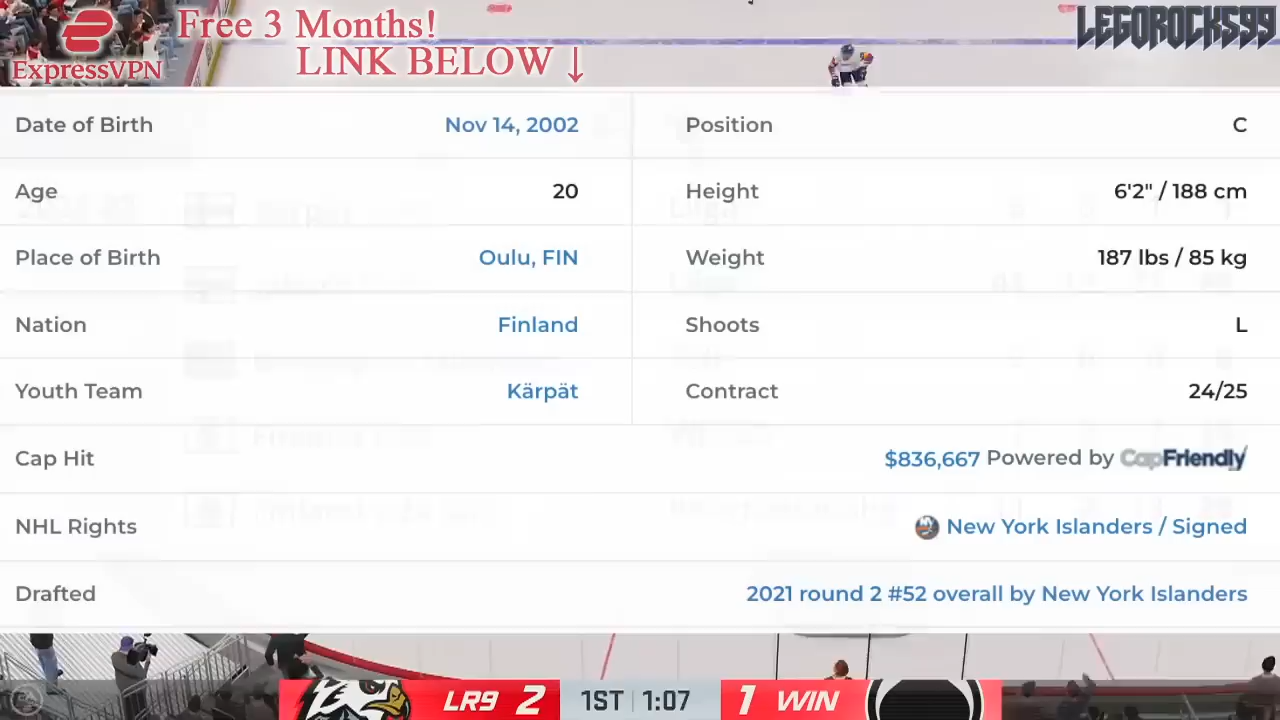 ExpressVPN
Free 3 Months!
LINK BELOW ↓
LEGOROCKS99
Date of Birth Nov 14, 2002
Position C
Age 20
Height 6'2" / 188 cm
Place of Birth Oulu, FIN
Weight 187 lbs / 85 kg
Nation Finland
Shoots L
Youth Team Kärpät
Contract 24/25
Cap Hit $836,667 Powered by CapFriendly
NHL Rights New York Islanders / Signed
Drafted 2021 round 2 #52 overall by New York Islanders
LR9 2 1ST 1:07 1 WIN